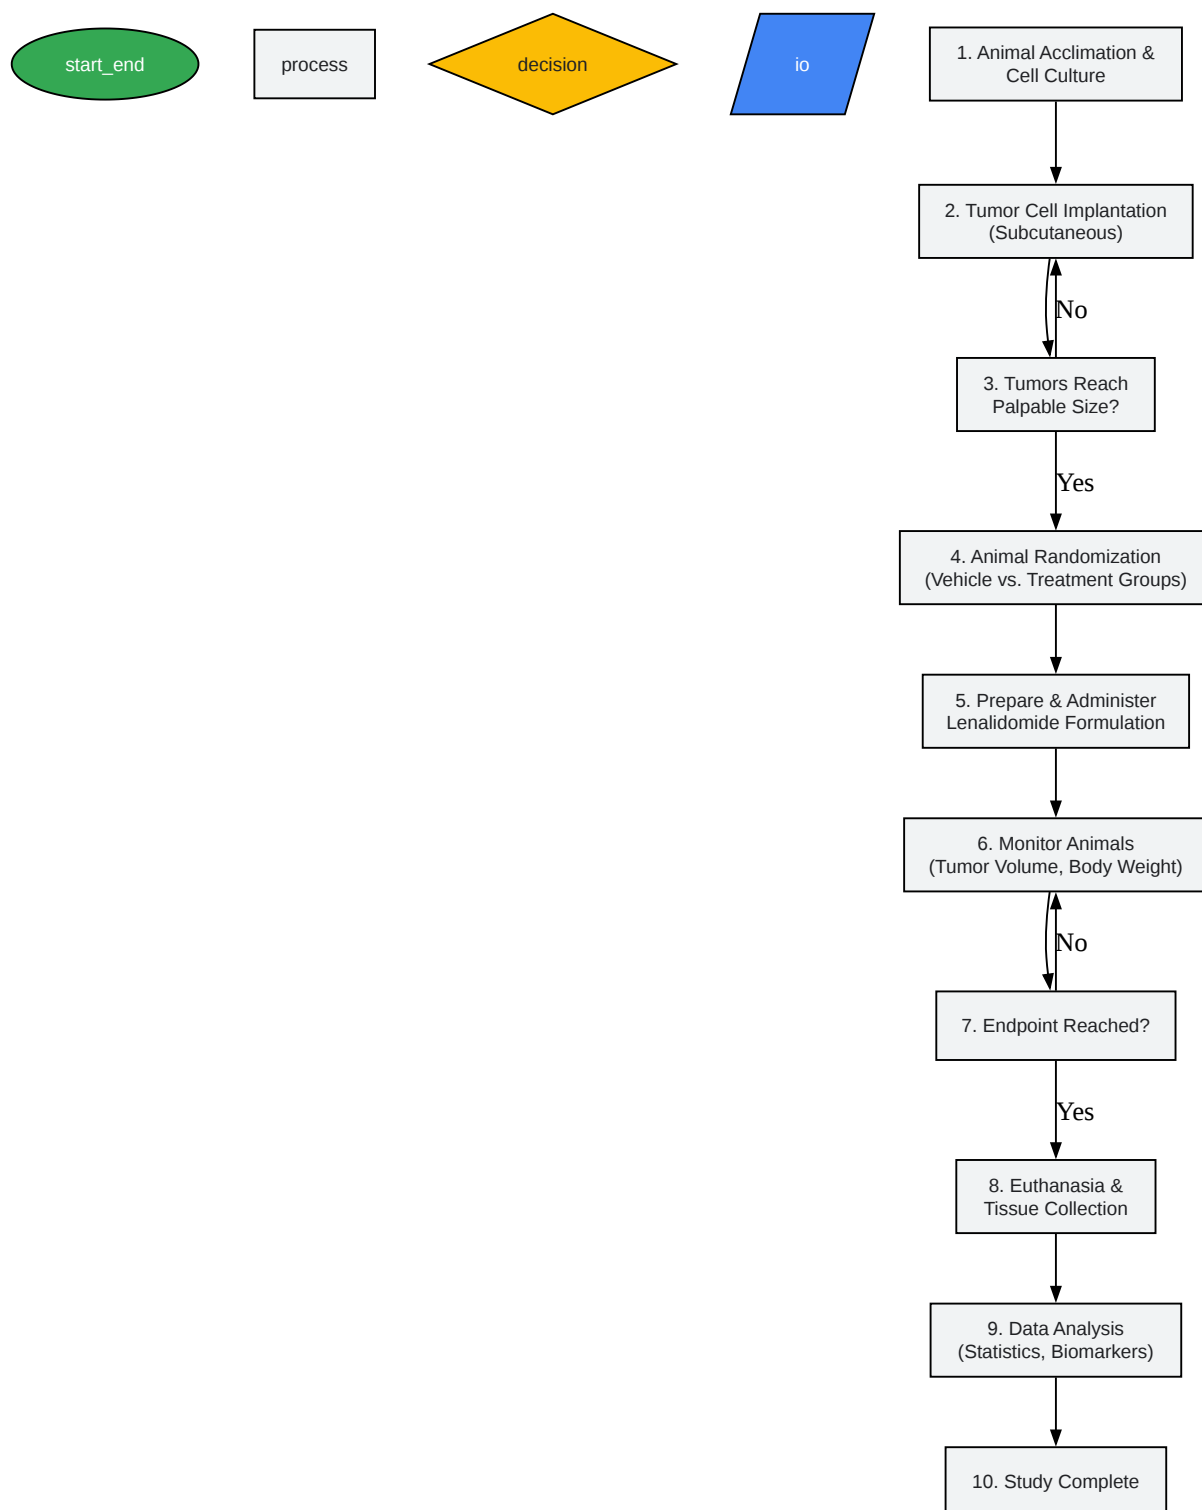 start_end
process
decision
io
1. Animal Acclimation &
Cell Culture
2. Tumor Cell Implantation
(Subcutaneous)
No
3. Tumors Reach
Palpable Size?
Yes
4. Animal Randomization
(Vehicle vs. Treatment Groups)
5. Prepare & Administer
Lenalidomide Formulation
6. Monitor Animals
(Tumor Volume, Body Weight)
No
7. Endpoint Reached?
Yes
8. Euthanasia &
Tissue Collection
9. Data Analysis
(Statistics, Biomarkers)
10. Study Complete